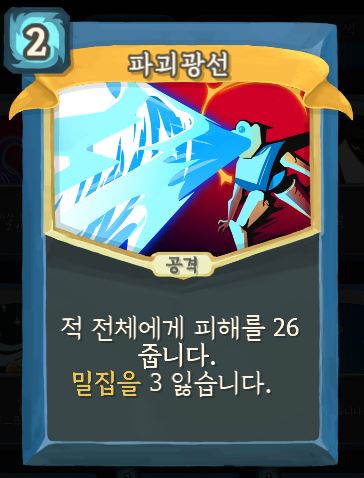 2
파괴광선
공격
적 전체에게 피해를 26
줍니다.
밀집을 3 잃습니다.